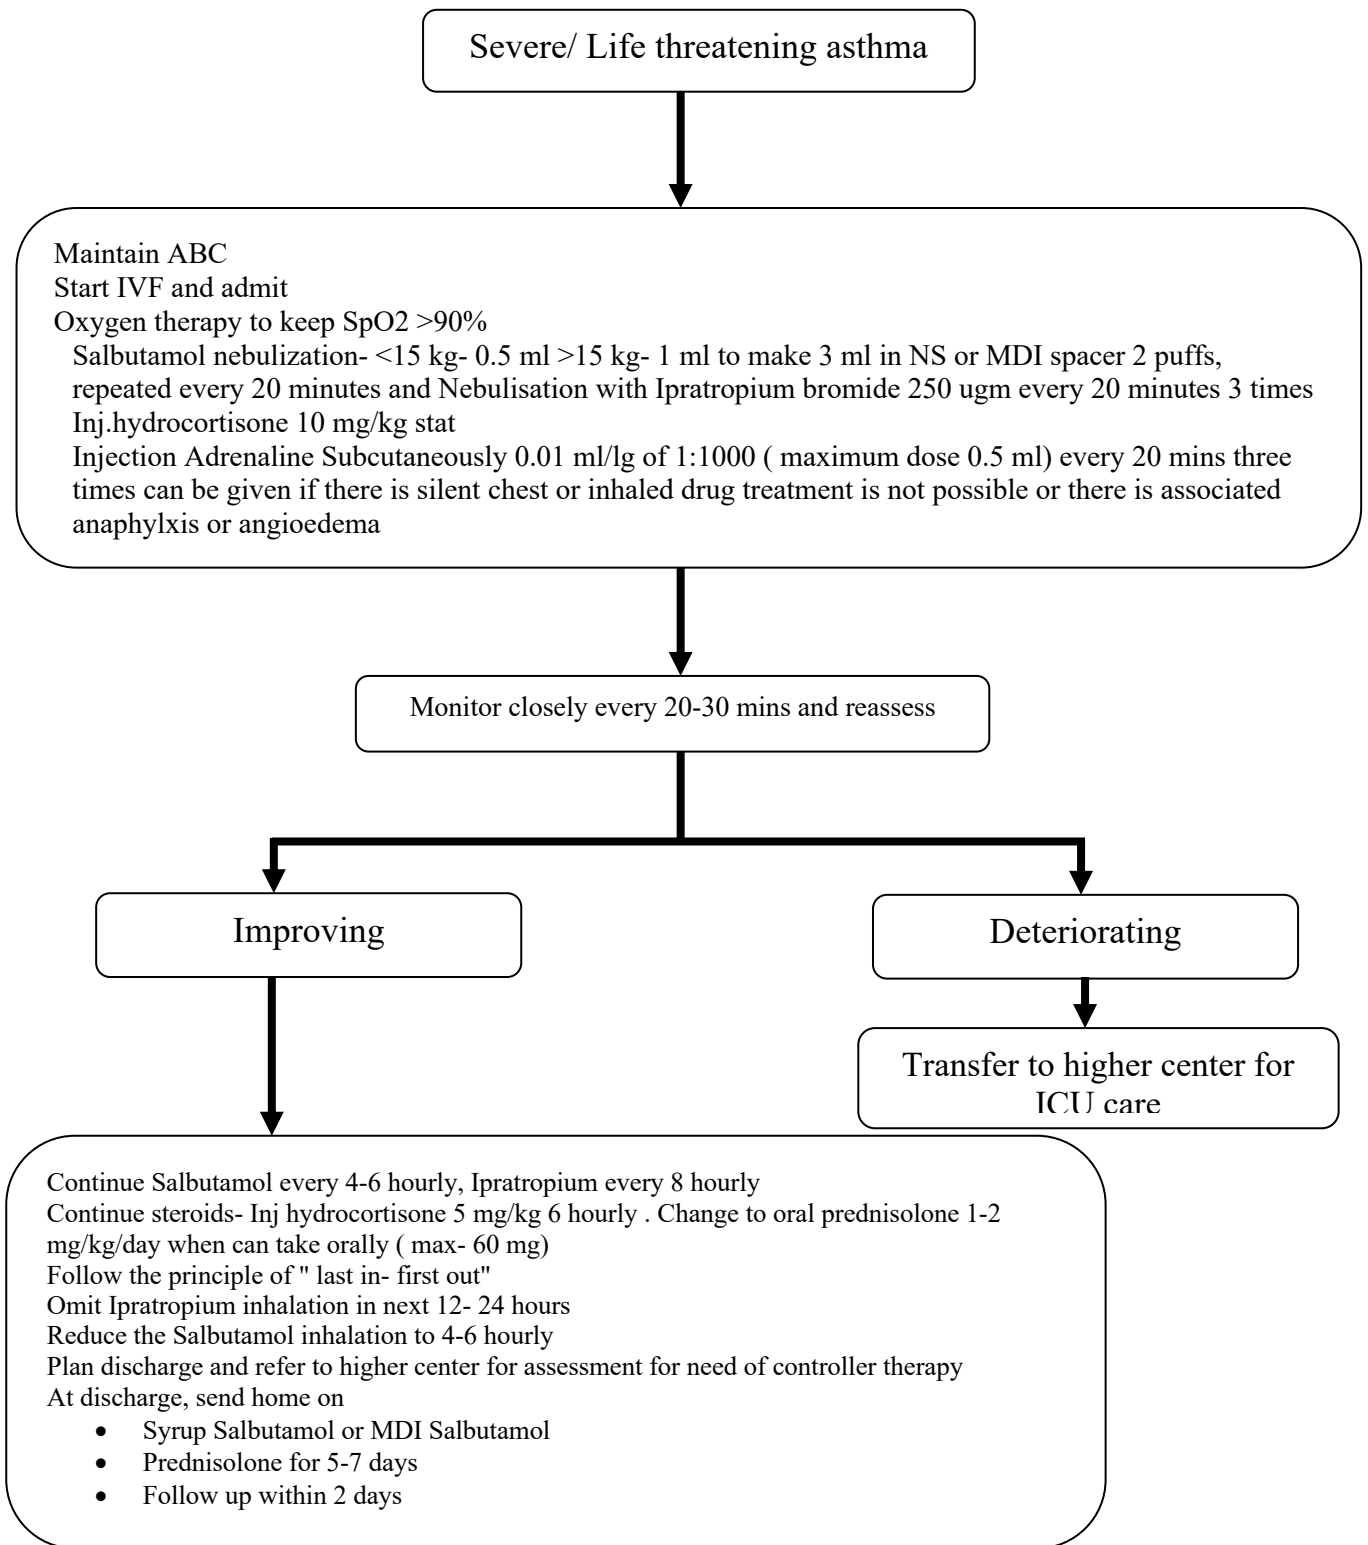 Severe/ Life threatening asthma
Maintain ABC
Start IVF and admit
Oxygen therapy to keep SpO2 >90%
Salbutamol nebulization- <15 kg- 0.5 ml >15 kg- 1 ml to make 3 ml in NS or MDI spacer 2 puffs,
repeated every 20 minutes and Nebulisation with Ipratropium bromide 250 ugm every 20 minutes 3 times
Inj.hydrocortisone 10 mg/kg stat
Injection Adrenaline Subcutaneously 0.01 ml/lg of 1:1000 ( maximum dose 0.5 ml) every 20 mins three
times can be given if there is silent chest or inhaled drug treatment is not possible or there is associated
anaphylxis or angioedema
Monitor closely every 20-30 mins and reassess
Improving
Deteriorating
Transfer to higher center for
ICU care
Continue Salbutamol every 4-6 hourly, Ipratropium every 8 hourly
Continue steroids- Inj hydrocortisone 5 mg/kg 6 hourly . Change to oral prednisolone 1-2
mg/kg/day when can take orally ( max- 60 mg)
Follow the principle of " last in- first out"
Omit Ipratropium inhalation in next 12- 24 hours
Reduce the Salbutamol inhalation to 4-6 hourly
Plan discharge and refer to higher center for assessment for need of controller therapy
At discharge, send home on
• Syrup Salbutamol or MDI Salbutamol
• Prednisolone for 5-7 days
• Follow up within 2 days